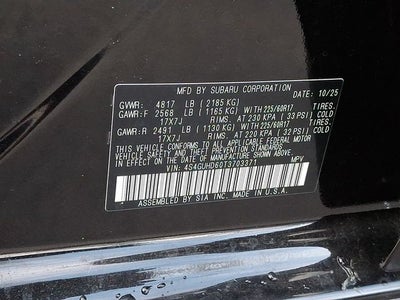 MFD BY SUBARU CORPORATION 10/25
GVWR: 4817 LB (2185 KG)
GAWR F 2568 LB (1165 KG) WITH 225/60R17 TIRES.
17X7J RIMS. AT 230 KPA (33 PSI) COLD.
GAWR R 2491 LB (1130 KG) WITH 225/60R17 TIRES.
17X7J RIMS. AT 220 KPA (32 PSI) COLD.
THIS VEHICLE CONFORMS TO ALL APPLICABLE FEDERAL MOTOR
VEHICLE SAFETY AND THEFT PREVENTION STANDARDS
IN EFFECT ON THE DATE OF MANUFACTURE SHOWN ABOVE.
VIN: 4S4GUHD60T3703371 MPV
ASSEMBLED BY SIA INC. MADE IN U.S.A.